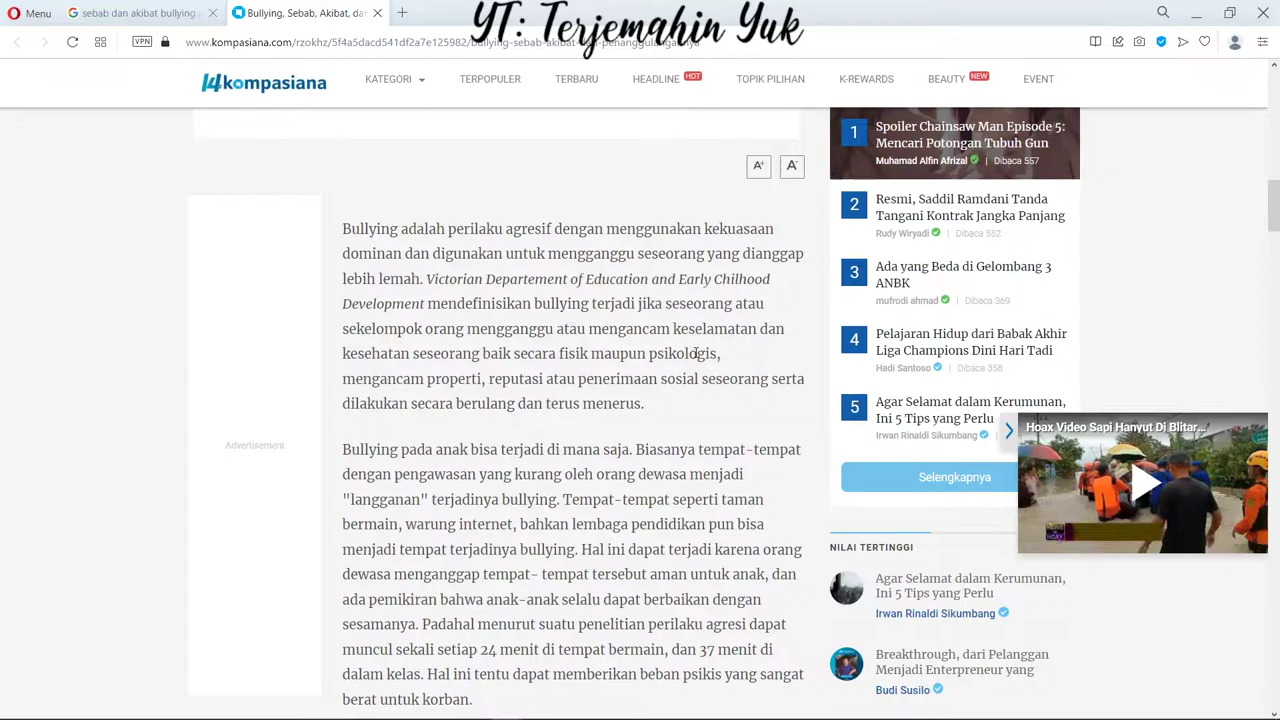 Menu
sebab dan akibat bullying p
Bullying, Sebab, Akibat, dan
YT: Terjemahin Yuk
VPN
www.kompasiana.com/rzokhz/5f4a5dacd541df2a7e125982/bullying-sebab-akibat-dan-penanggulangannya
kompasiana
KATEGORI
TERPOPULER
TERBARU
HEADLINE HOT
TOPIK PILIHAN
K-REWARDS
BEAUTY NEW
EVENT
A+ A-
Bullying adalah perilaku agresif dengan menggunakan kekuasaan
dominan dan digunakan untuk mengganggu seseorang yang dianggap
lebih lemah. Victorian Departement of Education and Early Chilhood
Development mendefinisikan bullying terjadi jika seseorang atau
sekelompok orang mengganggu atau mengancam keselamatan dan
kesehatan seseorang baik secara fisik maupun psikologis,
mengancam properti, reputasi atau penerimaan sosial seseorang serta
dilakukan secara berulang dan terus menerus.
Bullying pada anak bisa terjadi di mana saja. Biasanya tempat-tempat
dengan pengawasan yang kurang oleh orang dewasa menjadi
"langganan" terjadinya bullying. Tempat-tempat seperti taman
bermain, warung internet, bahkan lembaga pendidikan pun bisa
menjadi tempat terjadinya bullying. Hal ini dapat terjadi karena orang
dewasa menganggap tempat- tempat tersebut aman untuk anak, dan
ada pemikiran bahwa anak-anak selalu dapat berbaikan dengan
sesamanya. Padahal menurut suatu penelitian perilaku agresi dapat
muncul sekali setiap 24 menit di tempat bermain, dan 37 menit di
dalam kelas. Hal ini tentu dapat memberikan beban psikis yang sangat
berat untuk korban.
Advertisement
1
Spoiler Chainsaw Man Episode 5:
Mencari Potongan Tubuh Gun
Muhamad Alfin Afrizal | Dibaca 557
2
Resmi, Saddil Ramdani Tanda
Tangani Kontrak Jangka Panjang
Rudy Wiryadi | Dibaca 552
3
Ada yang Beda di Gelombang 3
ANBK
mufrodi ahmad | Dibaca 369
4
Pelajaran Hidup dari Babak Akhir
Liga Champions Dini Hari Tadi
Hadi Santoso | Dibaca 358
5
Agar Selamat dalam Kerumunan,
Ini 5 Tips yang Perlu
Irwan Rinaldi Sikumbang
Selengkapnya
Hoax Video Sapi Hanyut Di Blitar...
NILAI TERTINGGI
Agar Selamat dalam Kerumunan,
Ini 5 Tips yang Perlu
Irwan Rinaldi Sikumbang
Breakthrough, dari Pelanggan
Menjadi Enterpreneur yang
Budi Susilo